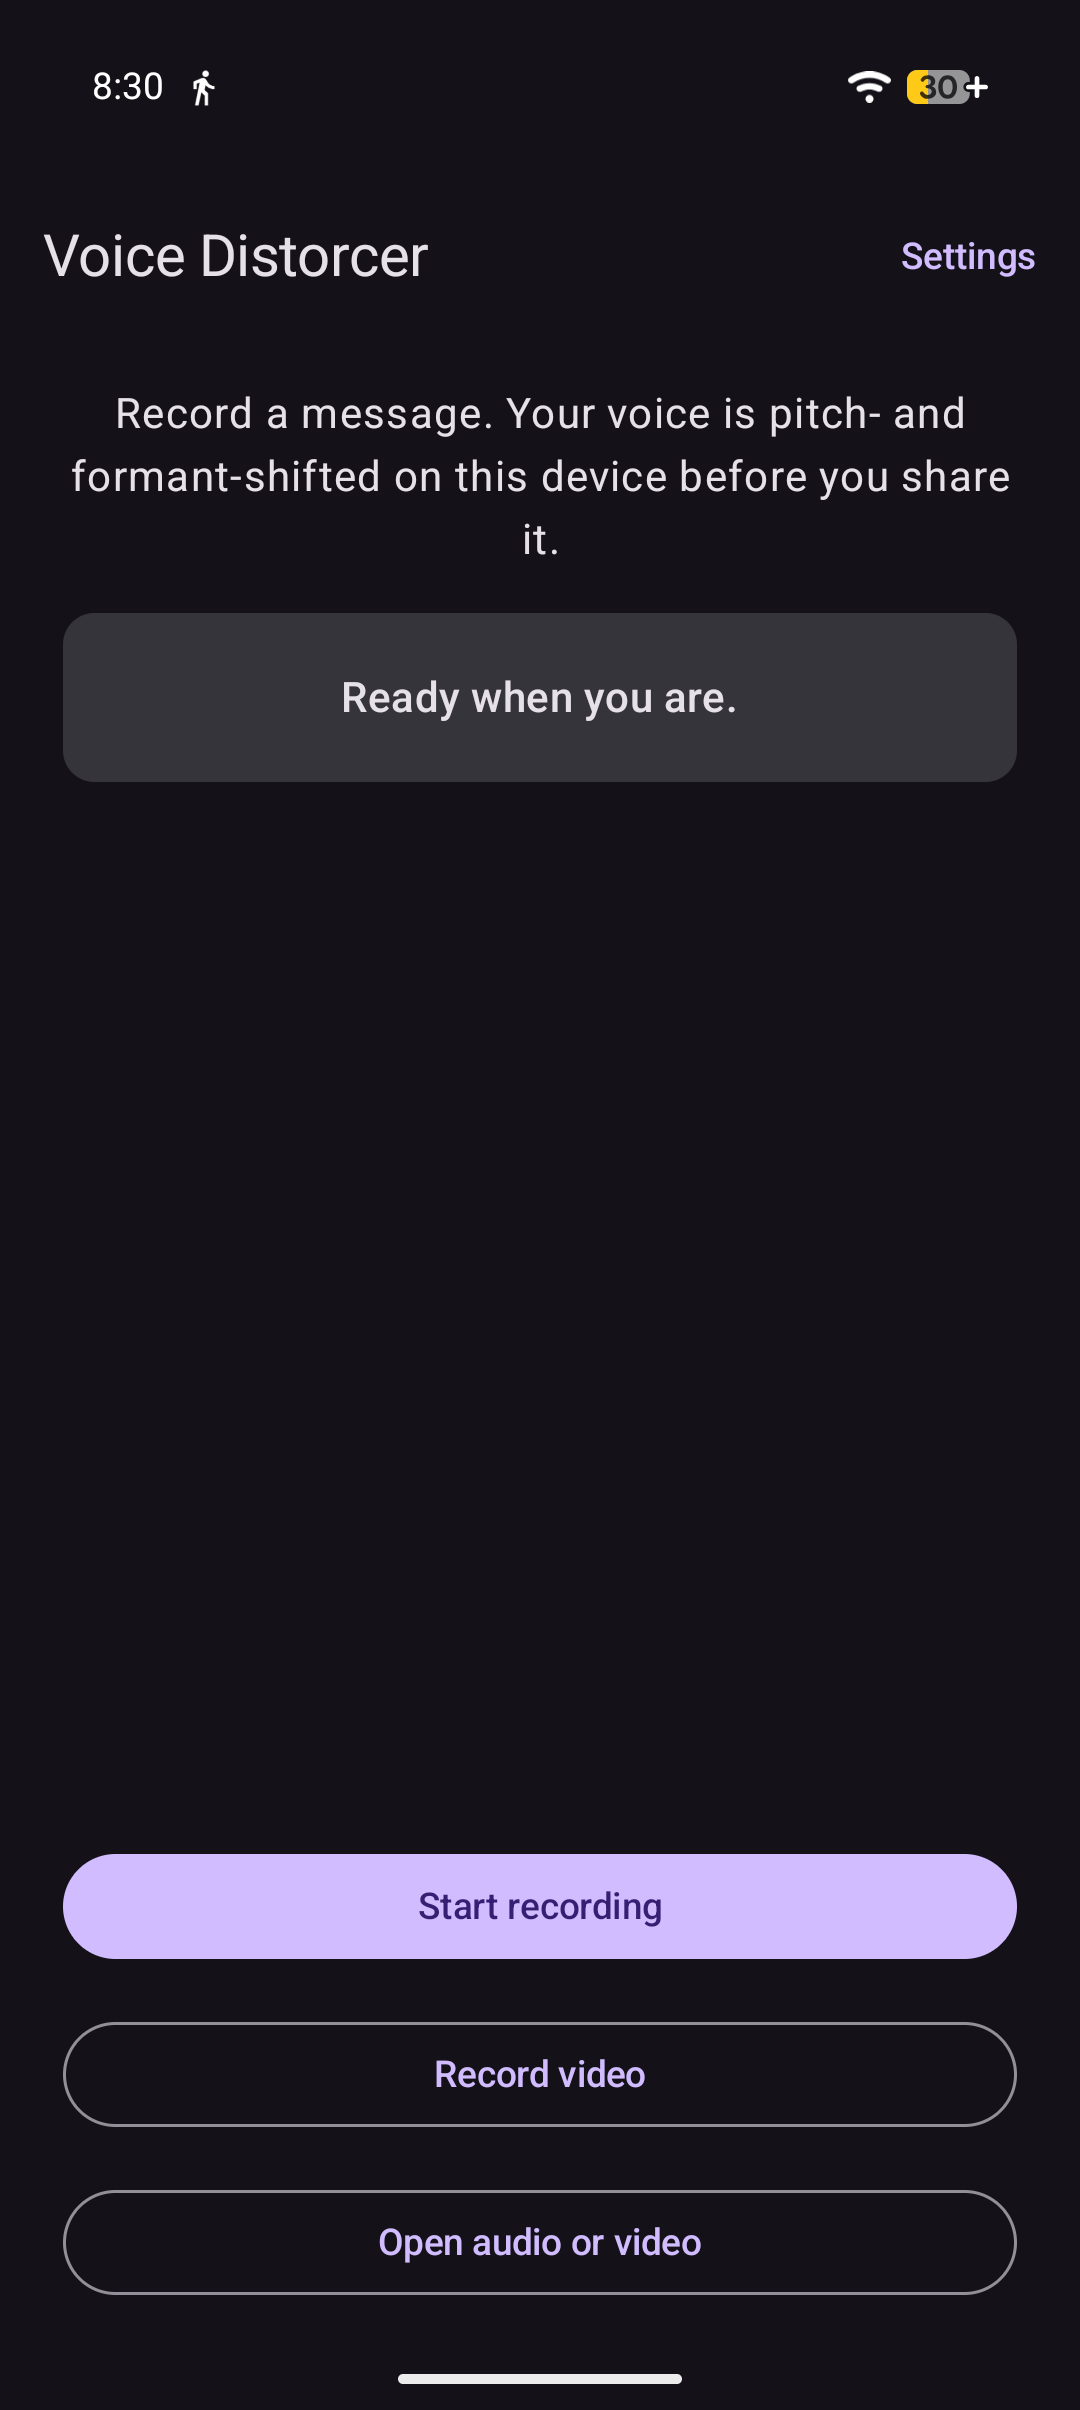 8:30
30
Voice Distorcer
Settings
Record a message. Your voice is pitch- and
formant-shifted on this device before you share
it.
Ready when you are.
Start recording
Record video
Open audio or video